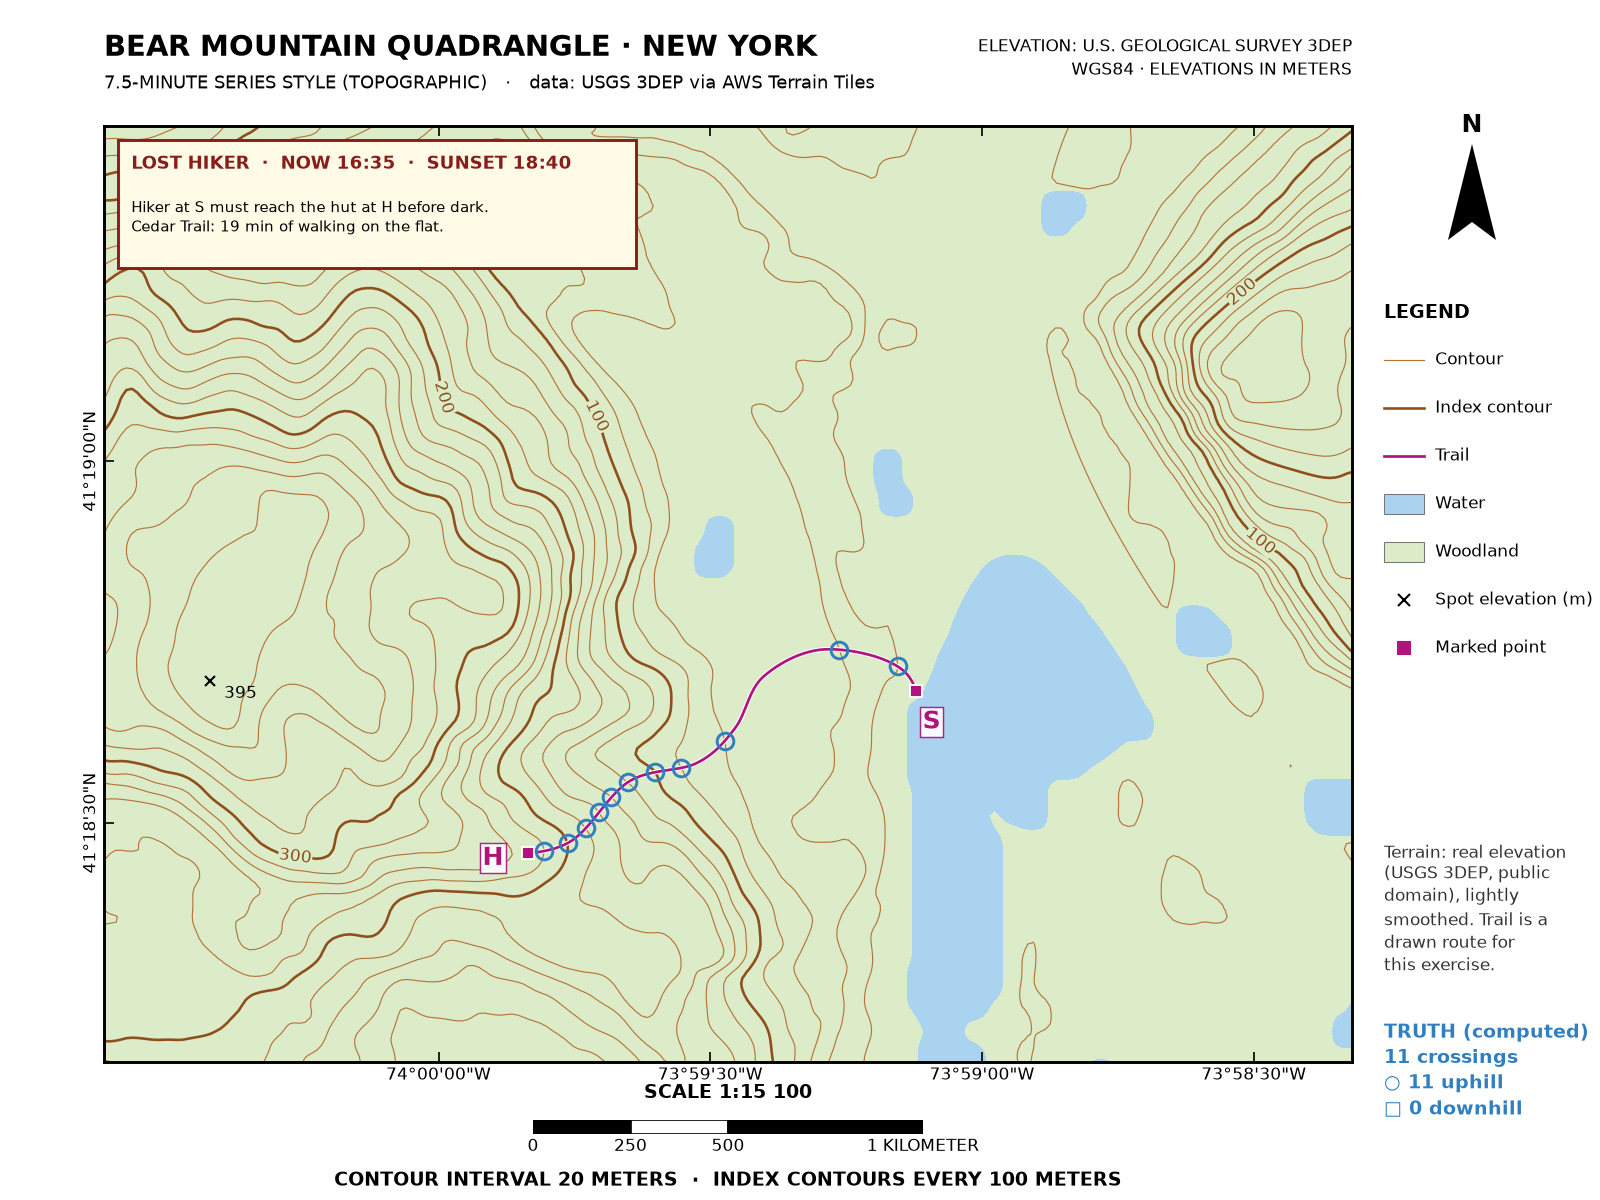 BEAR MOUNTAIN QUADRANGLE · NEW YORK
7.5-MINUTE SERIES STYLE (TOPOGRAPHIC)   ·   data: USGS 3DEP via AWS Terrain Tiles
ELEVATION: U.S. GEOLOGICAL SURVEY 3DEP
WGS84 · ELEVATIONS IN METERS
LOST HIKER · NOW 16:35 · SUNSET 18:40
Hiker at S must reach the hut at H before dark.
Cedar Trail: 19 min of walking on the flat.
200
200
100
100
300
395
S
H
41°19'00"N
41°18'30"N
74°00'00"W
73°59'30"W
73°59'00"W
73°58'30"W
N
LEGEND
Contour
Index contour
Trail
Water
Woodland
Spot elevation (m)
Marked point
Terrain: real elevation
(USGS 3DEP, public
domain), lightly
smoothed. Trail is a
drawn route for
this exercise.
TRUTH (computed)
11 crossings
○ 11 uphill
□ 0 downhill
SCALE 1:15 100
0 250 500 1 KILOMETER
CONTOUR INTERVAL 20 METERS · INDEX CONTOURS EVERY 100 METERS